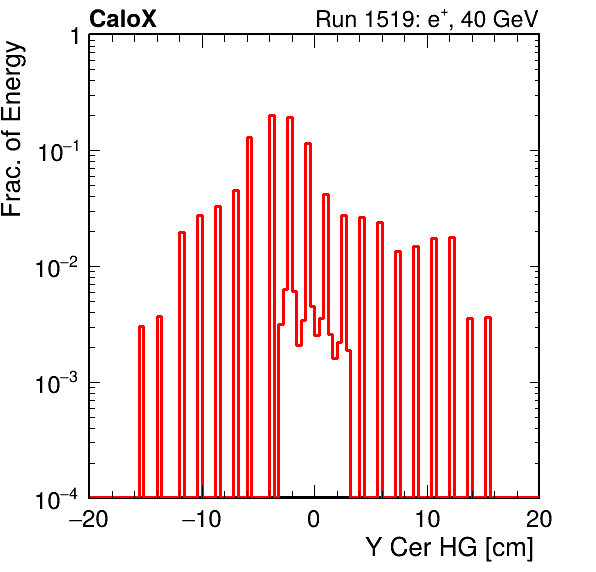 CaloX Run 1519: e⁺, 40 GeV
Frac. of Energy
1
10⁻¹
10⁻²
10⁻³
10⁻⁴
−20 −10 0 10 20
Y Cer HG [cm]